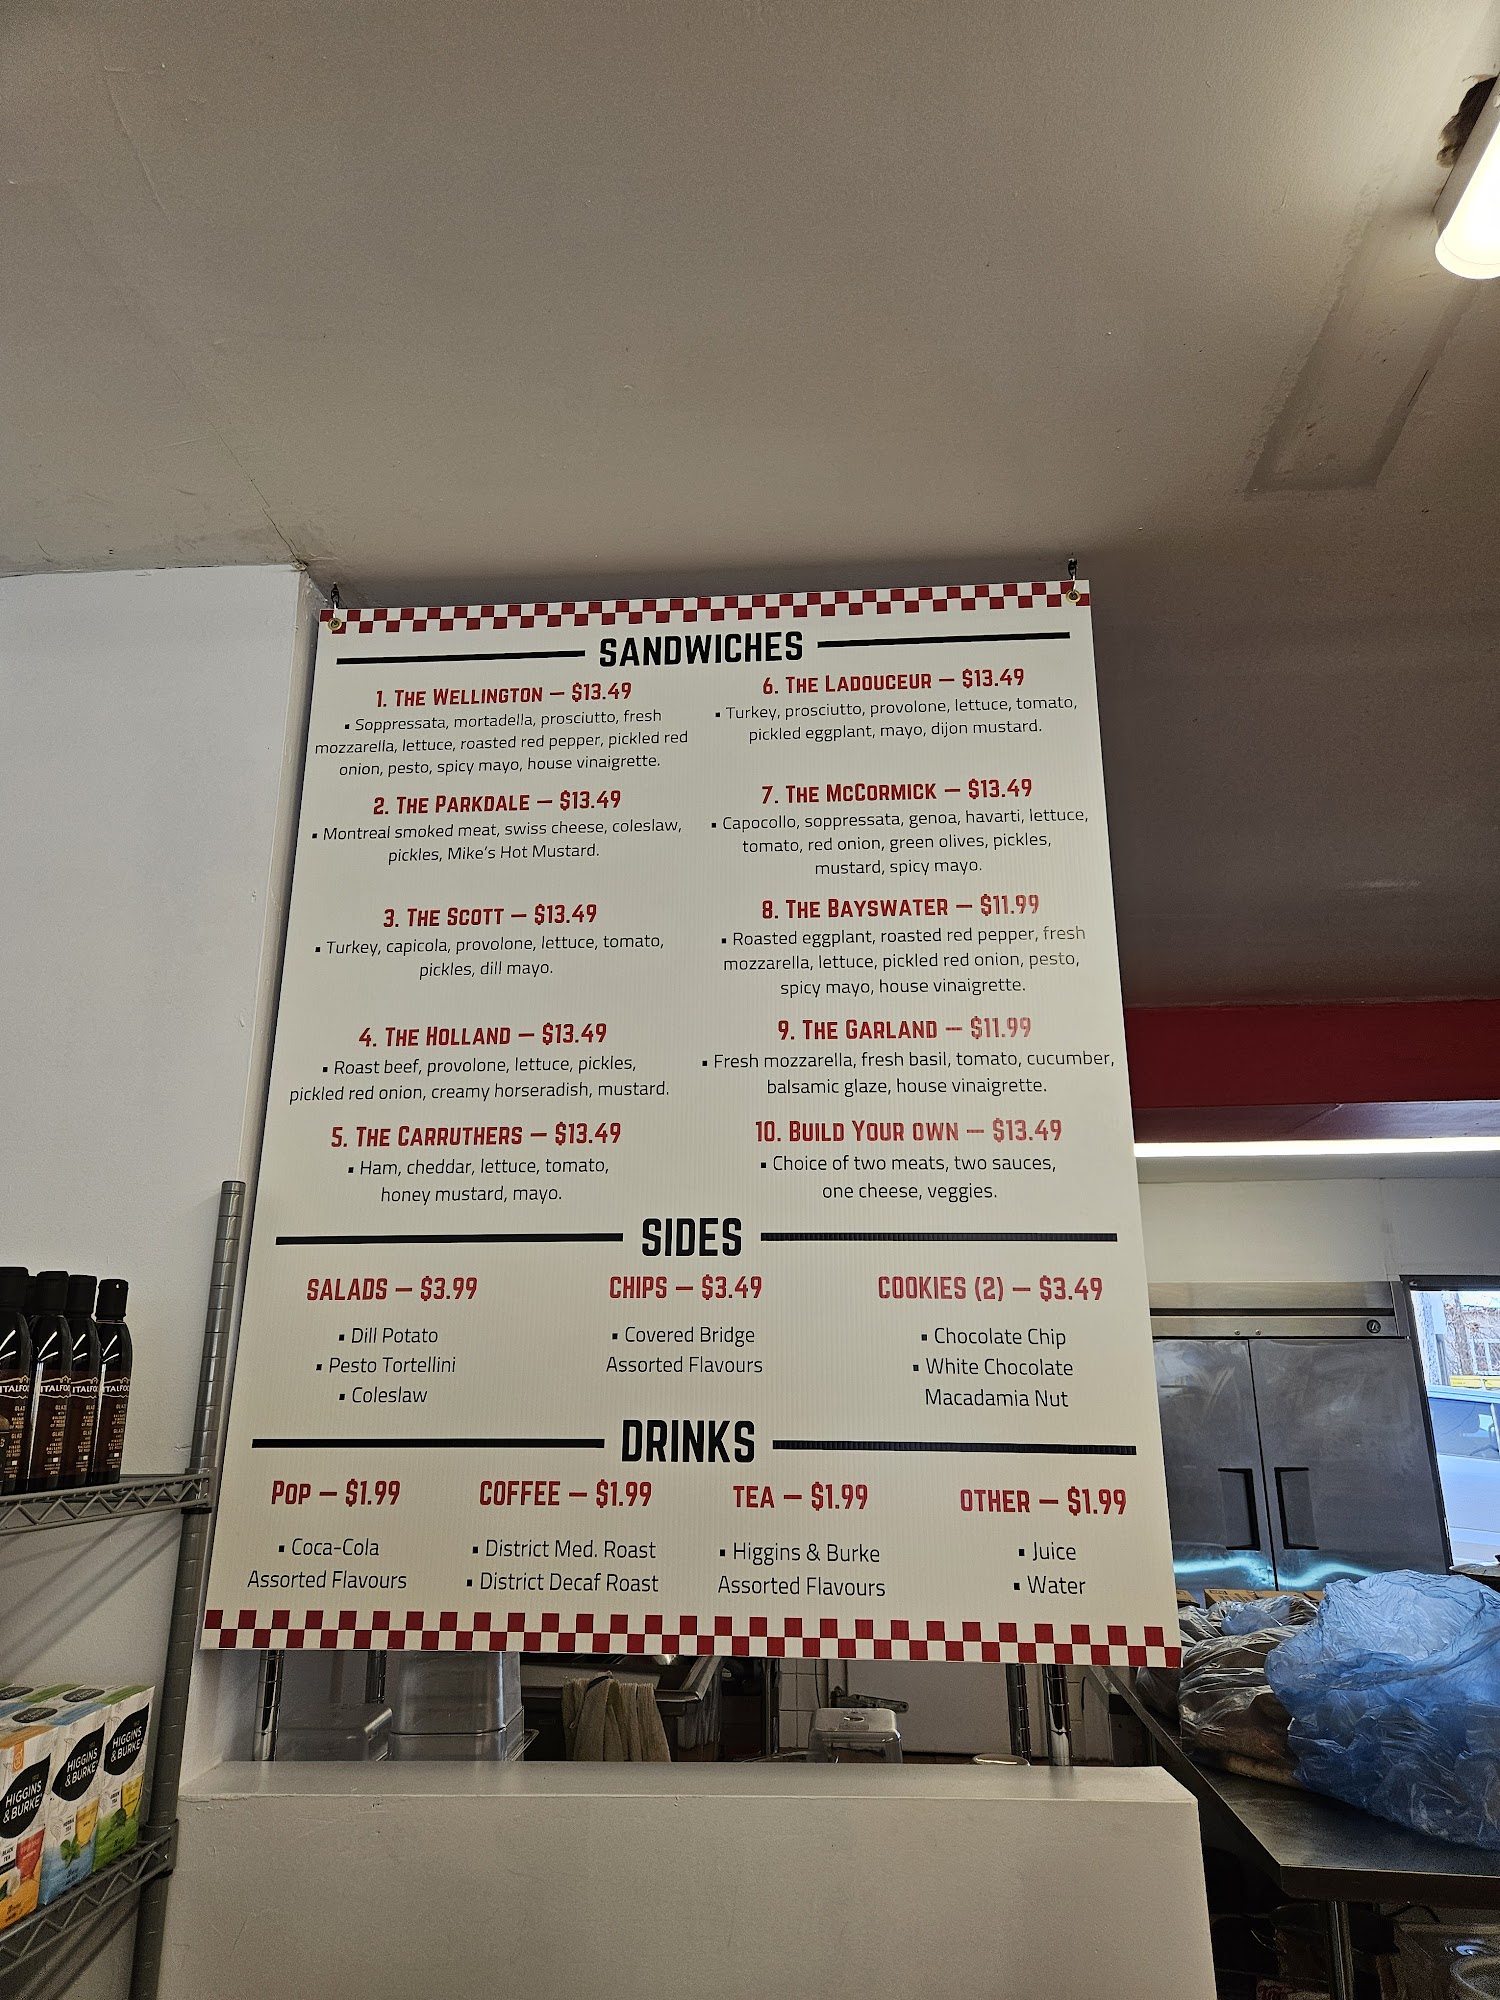 SANDWICHES
1. The Wellington — $13.49
▪ Soppressata, mortadella, prosciutto, fresh
mozzarella, lettuce, roasted red pepper, pickled red
onion, pesto, spicy mayo, house vinaigrette.
2. The Parkdale — $13.49
▪ Montreal smoked meat, swiss cheese, coleslaw,
pickles, Mike's Hot Mustard.
3. The Scott — $13.49
▪ Turkey, capicola, provolone, lettuce, tomato,
pickles, dill mayo.
4. The Holland — $13.49
▪ Roast beef, provolone, lettuce, pickles,
pickled red onion, creamy horseradish, mustard.
5. The Carruthers — $13.49
▪ Ham, cheddar, lettuce, tomato,
honey mustard, mayo.
6. The Ladouceur — $13.49
▪ Turkey, prosciutto, provolone, lettuce, tomato,
pickled eggplant, mayo, dijon mustard.
7. The McCormick — $13.49
▪ Capocollo, soppressata, genoa, havarti, lettuce,
tomato, red onion, green olives, pickles,
mustard, spicy mayo.
8. The Bayswater — $11.99
▪ Roasted eggplant, roasted red pepper, fresh
mozzarella, lettuce, pickled red onion, pesto,
spicy mayo, house vinaigrette.
9. The Garland — $11.99
▪ Fresh mozzarella, fresh basil, tomato, cucumber,
balsamic glaze, house vinaigrette.
10. Build Your own — $13.49
▪ Choice of two meats, two sauces,
one cheese, veggies.
SIDES
SALADS — $3.99
▪ Dill Potato
▪ Pesto Tortellini
▪ Coleslaw
CHIPS — $3.49
▪ Covered Bridge
Assorted Flavours
COOKIES (2) — $3.49
▪ Chocolate Chip
▪ White Chocolate
Macadamia Nut
DRINKS
Pop — $1.99
▪ Coca-Cola
Assorted Flavours
COFFEE — $1.99
▪ District Med. Roast
▪ District Decaf Roast
TEA — $1.99
▪ Higgins & Burke
Assorted Flavours
OTHER — $1.99
▪ Juice
▪ Water
HIGGINS
& BURKE
HIGGINS
& BURKE
HIGGINS
& BURKE